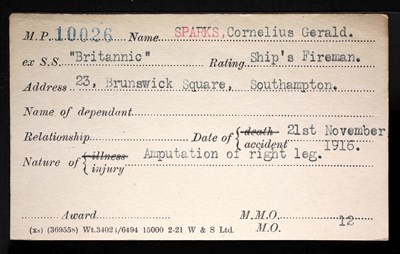 M.P. 10026 Name SPARKS, Cornelius Gerald.
ex S.S. "Britannic" Rating Ship's Fireman.
Address 23, Brunswick Square, Southampton.
Name of dependant
Relationship Date of { death accident 21st November 1916.
Nature of { illness injury Amputation of right leg.
Award M.M.O. 12
(xs) (36955s) Wt.34024/6494 15000 2-21 W & S Ltd. M.O.